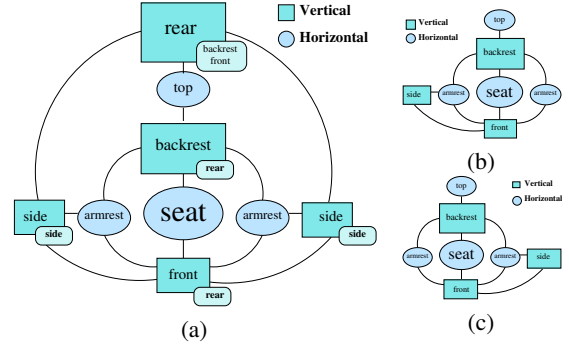 rear
backrest
front
Vertical
Horizontal
top
backrest
rear
side
side
armrest
seat
armrest
side
side
front
rear
(a)
top
Vertical
Horizontal
backrest
side
armrest
seat
armrest
front
(b)
top
Vertical
Horizontal
backrest
armrest
seat
armrest
side
front
(c)